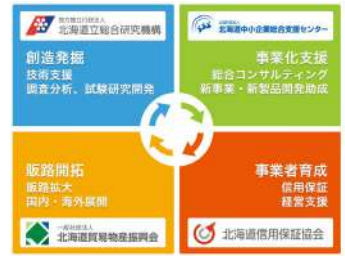 地方独立行政法人
北海道立総合研究機構
創造発掘
技術支援
調査分析、試験研究開発
公益財団法人
北海道中小企業総合支援センター
事業化支援
総合コンサルティング
新事業・新製品開発助成
販路開拓
販路拡大
国内・海外展開
一般社団法人
北海道貿易物産振興会
事業者育成
信用保証
経営支援
北海道信用保証協会